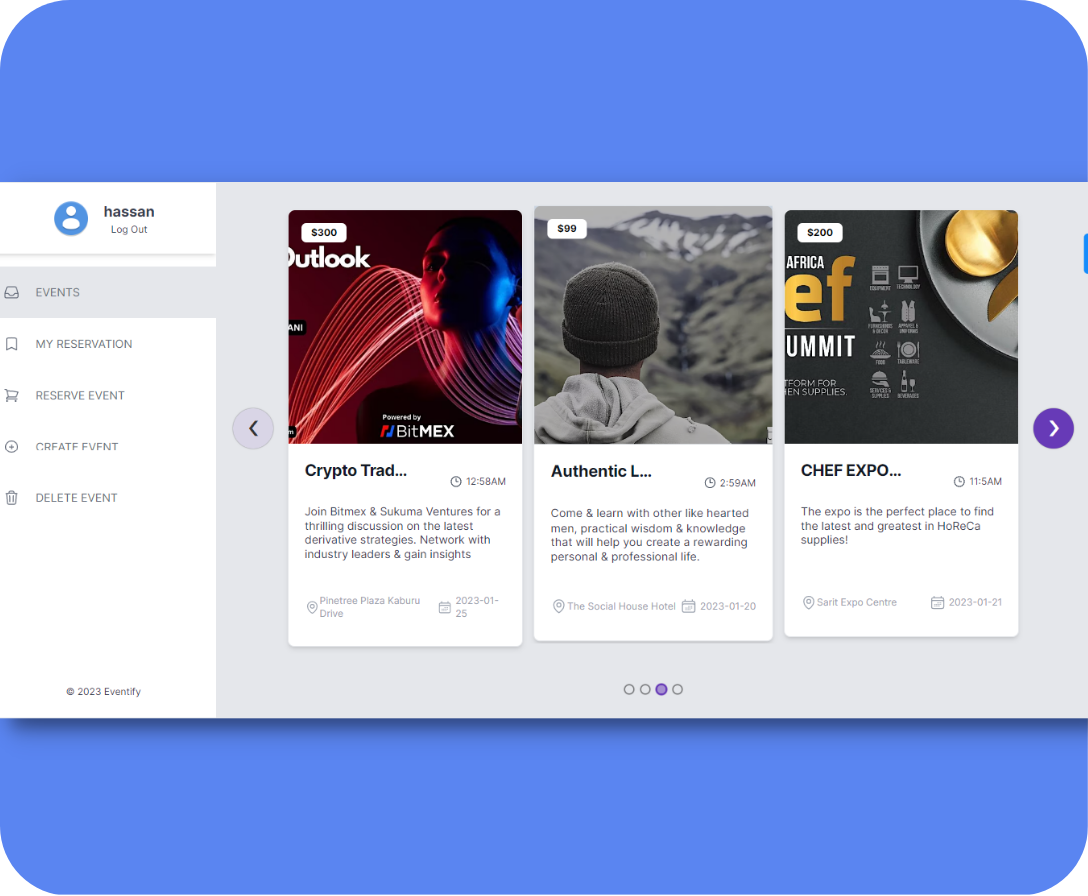 hassan
Log Out
EVENTS
MY RESERVATION
RESERVE EVENT
CREATE EVENT
DELETE EVENT
© 2023 Eventify
$300
Outlook
ANI
Powered by
BitMEX
Crypto Trad...
12:58AM
Join Bitmex & Sukuma Ventures for a
thrilling discussion on the latest
derivative strategies. Network with
industry leaders & gain insights
Pinetree Plaza Kaburu
Drive
2023-01-
25
$99
Authentic L...
2:59AM
Come & learn with other like hearted
men, practical wisdom & knowledge
that will help you create a rewarding
personal & professional life.
The Social House Hotel
2023-01-20
$200
AFRICA
ef
UMMIT
TFORM FOR
EN SUPPLIES.
EQUIPMENT
TECHNOLOGY
FURNISHINGS
& DECOR
APPAREL &
UNIFORMS
FOOD
TABLEWARE
SERVICES &
SUPPLIES
BEVERAGES
CHEF EXPO...
11:5AM
The expo is the perfect place to find
the latest and greatest in HoReCa
supplies!
Sarit Expo Centre
2023-01-21